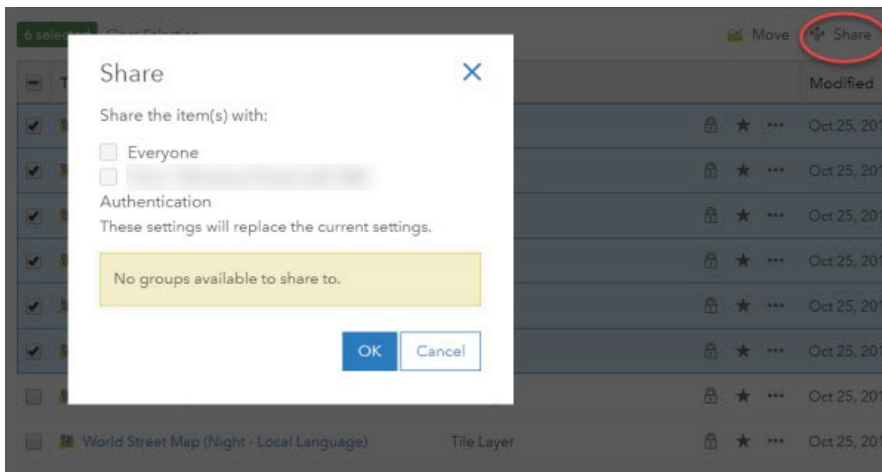 6 selected Clear Selection
Move
Share
Modified
Share
Share the item(s) with:
Everyone
Authentication
These settings will replace the current settings.
No groups available to share to.
OK
Cancel
Oct 25, 201
Oct 25, 201
Oct 25, 201
Oct 25, 201
Oct 25, 201
Oct 25, 201
Oct 25, 201
World Street Map (Night - Local Language) Tile Layer Oct 25, 201